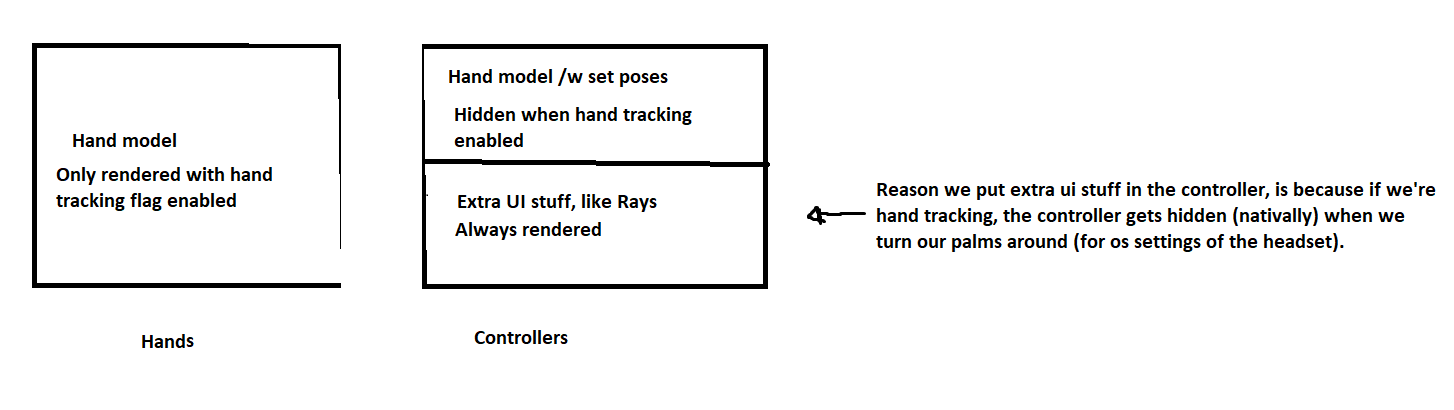 Hand model
Only rendered with hand
tracking flag enabled
Hands
Hand model /w set poses
Hidden when hand tracking
enabled
Extra UI stuff, like Rays
Always rendered
Controllers
Reason we put extra ui stuff in the controller, is because if we're
hand tracking, the controller gets hidden (nativally) when we
turn our palms around (for os settings of the headset).